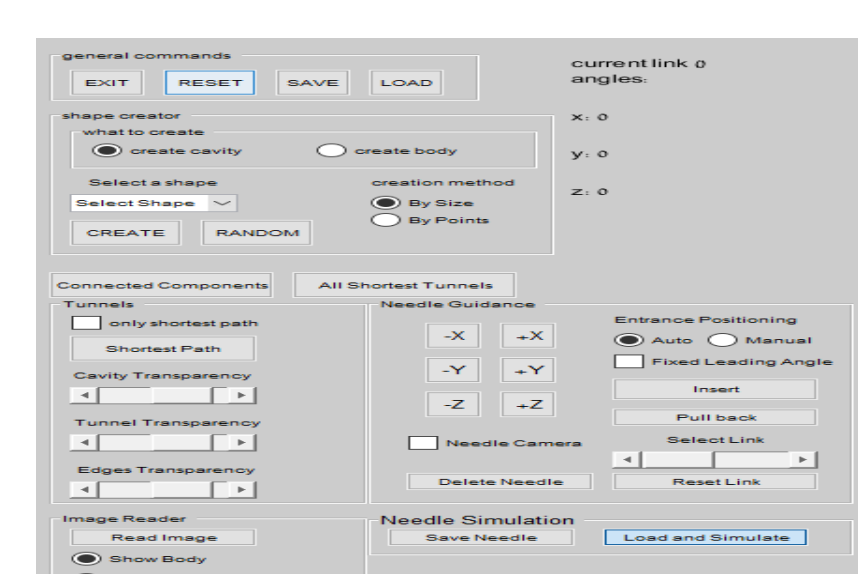 general commands
EXIT RESET SAVE LOAD
current link 0
angles:
x: 0
y: 0
z: 0
shape creator
what to create
create cavity create body
Select a shape
Select Shape
creation method
By Size
By Points
CREATE RANDOM
Connected Components All Shortest Tunnels
Tunnels
only shortest path
Shortest Path
Cavity Transparency
Tunnel Transparency
Edges Transparency
Needle Guidance
-X +X
-Y +Y
-Z +Z
Needle Camera
Delete Needle
Entrance Positioning
Auto Manual
Fixed Leading Angle
Insert
Pull back
Select Link
Reset Link
Image Reader
Read Image
Show Body
Needle Simulation
Save Needle Load and Simulate